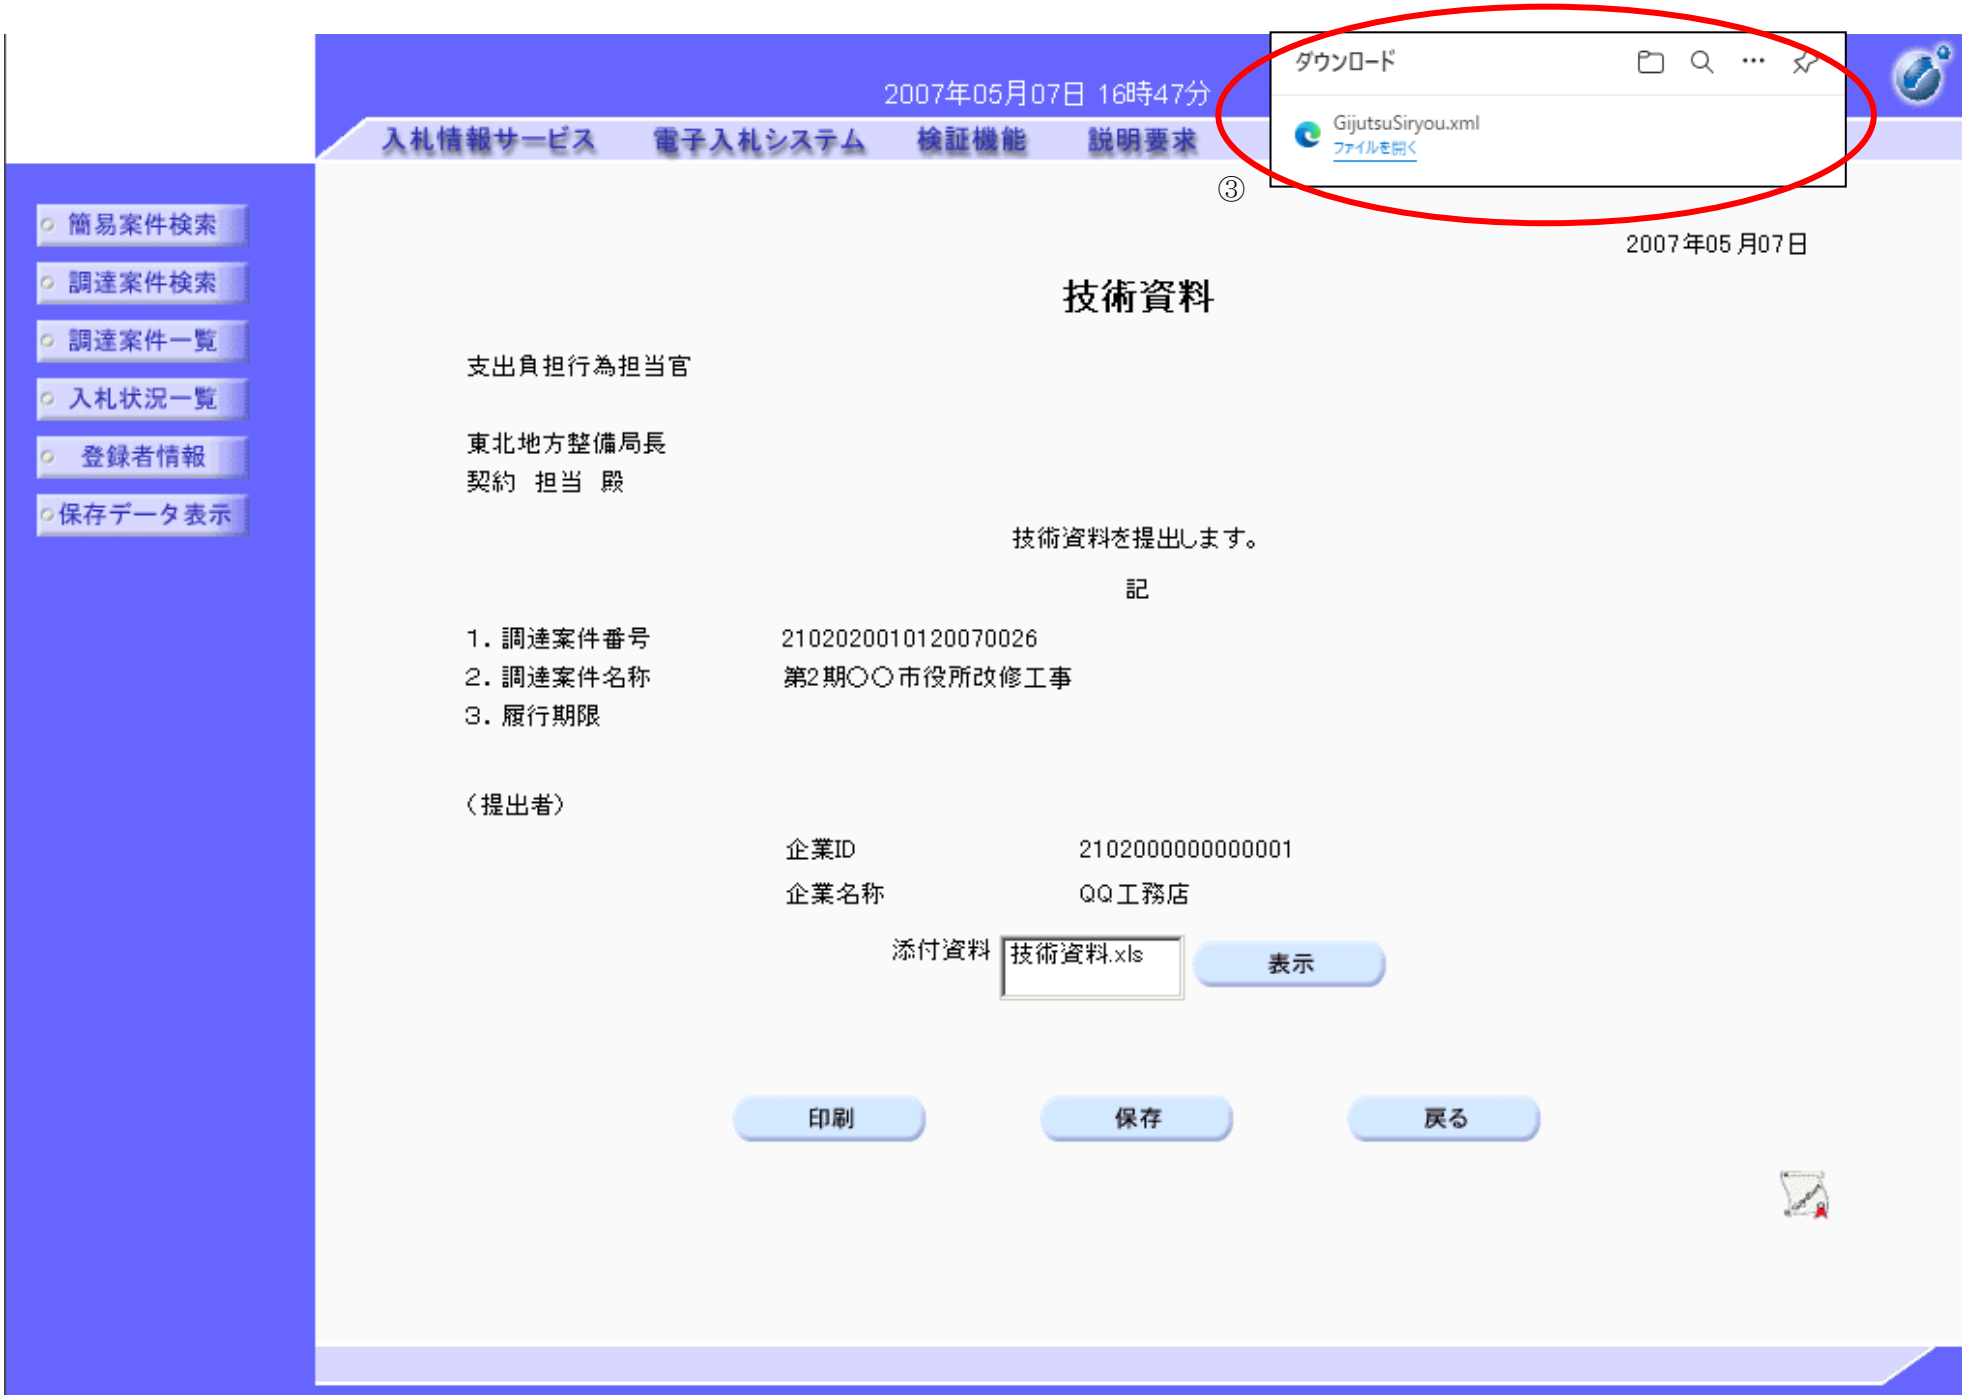 2007年05月07日 16時47分
ダウンロード
GijutsuSiryou.xml
ファイルを開く
入札情報サービス 電子入札システム 検証機能 説明要求
③
簡易案件検索
調達案件検索
調達案件一覧
入札状況一覧
登録者情報
保存データ表示
2007年05月07日
技術資料
支出負担行為担当官
東北地方整備局長
契約 担当 殿
技術資料を提出します。
記
1.調達案件番号 2102020010120070026
2.調達案件名称 第2期○○市役所改修工事
3.履行期限
（提出者）
企業ID 2102000000000001
企業名称 QQ工務店
添付資料 技術資料.xls 表示
印刷 保存 戻る